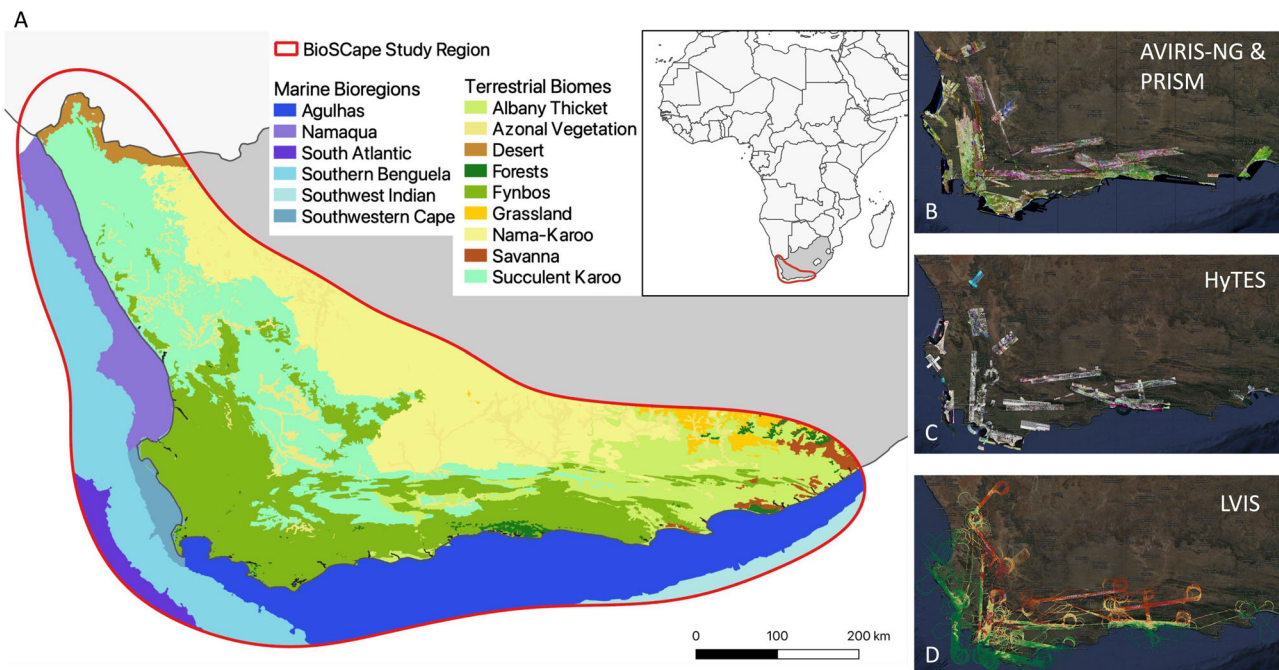 A
BioSCape Study Region
Marine Bioregions
Agulhas
Namaqua
South Atlantic
Southern Benguela
Southwest Indian
Southwestern Cape
Terrestrial Biomes
Albany Thicket
Azonal Vegetation
Desert
Forests
Fynbos
Grassland
Nama-Karoo
Savanna
Succulent Karoo
0 100 200 km
AVIRIS-NG &
PRISM
B
HyTES
C
LVIS
D